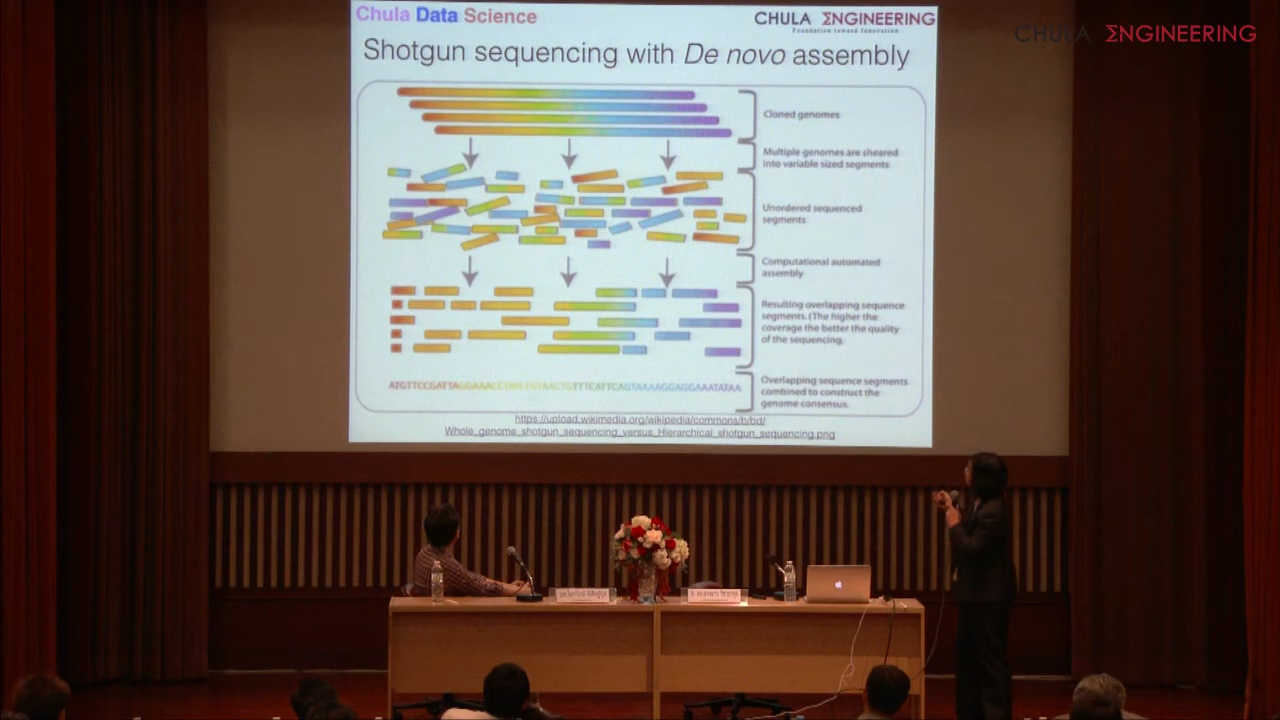 Chula Data Science
CHULA ΣNGINEERING
Foundation toward Innovation
CHULA ΣNGINEERING
Shotgun sequencing with De novo assembly
Cloned genomes
Multiple genomes are sheared
into variable sized segments
Unordered sequenced
segments
Computational automated
assembly
Resulting overlapping sequence
segments. (The higher the
coverage the better the quality
of the sequencing.
Overlapping sequence segments
combined to construct the
genome consensus.
https://upload.wikimedia.org/wikipedia/commons/b/bd/
Whole_genome_shotgun_sequencing_versus_Hierarchical_shotgun_sequencing.png